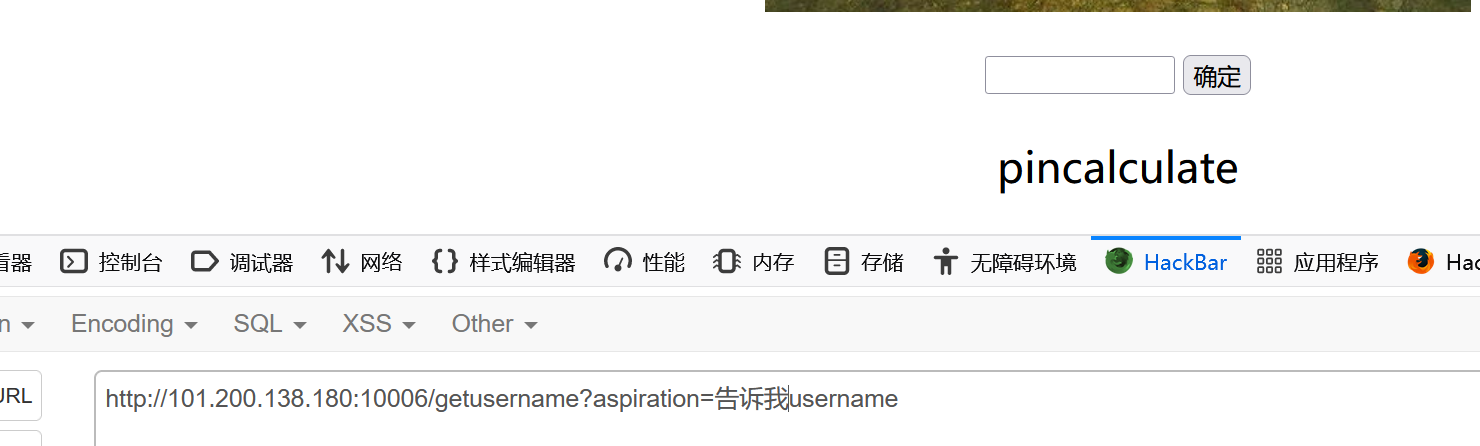 确定
pincalculate
看器 控制台 调试器 网络 样式编辑器 性能 内存 存储 无障碍环境 HackBar 应用程序 Hac
n Encoding SQL XSS Other
URL http://101.200.138.180:10006/getusername?aspiration=告诉我username